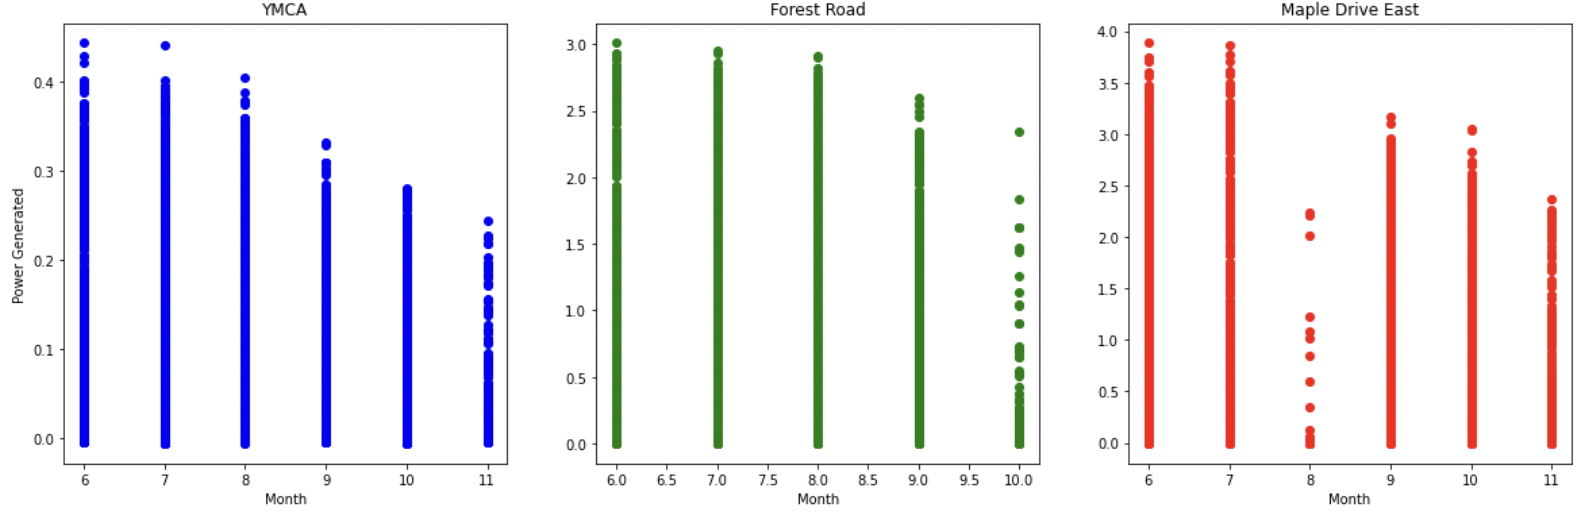 YMCA
Power Generated
0.4
0.3
0.2
0.1
0.0
6 7 8 9 10 11
Month
Forest Road
3.0
2.5
2.0
1.5
1.0
0.5
0.0
6.0 6.5 7.0 7.5 8.0 8.5 9.0 9.5 10.0
Month
Maple Drive East
4.0
3.5
3.0
2.5
2.0
1.5
1.0
0.5
0.0
6 7 8 9 10 11
Month